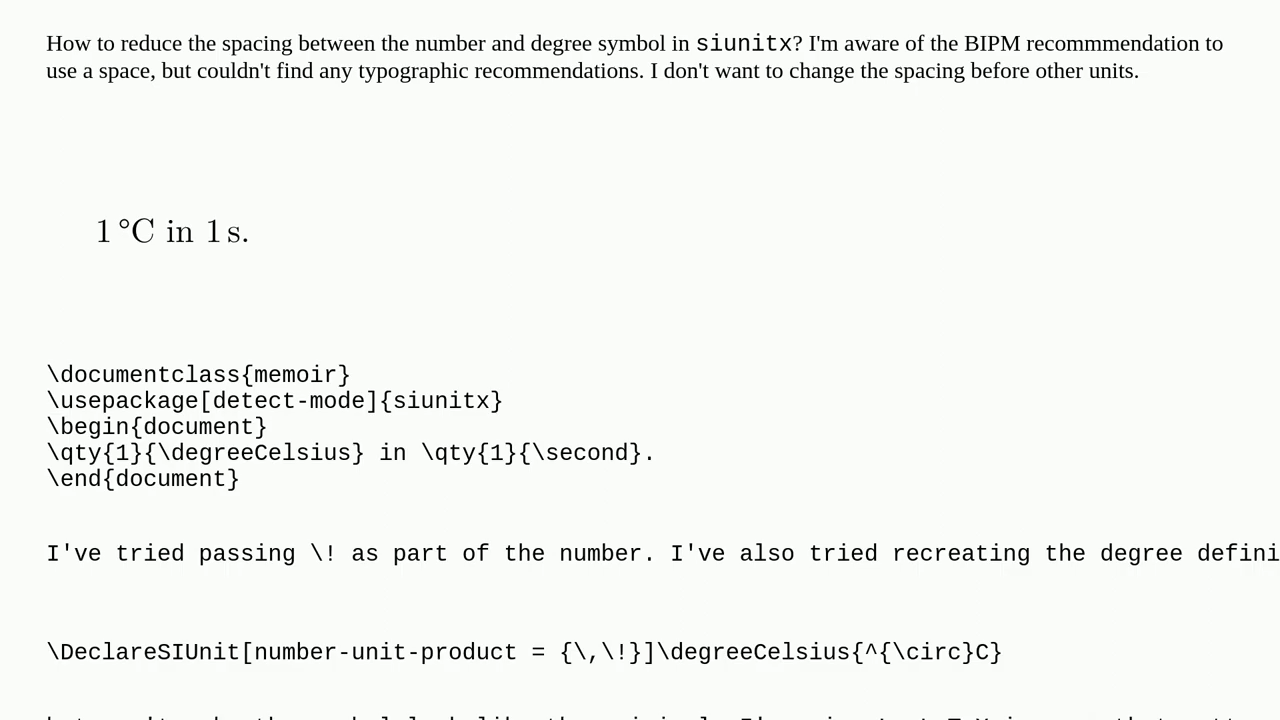 How to reduce the spacing between the number and degree symbol in siunitx? I'm aware of the BIPM recommmendation to
use a space, but couldn't find any typographic recommendations. I don't want to change the spacing before other units.
1 °C in 1 s.
\documentclass{memoir}
\usepackage[detect-mode]{siunitx}
\begin{document}
\qty{1}{\degreeCelsius} in \qty{1}{\second}.
\end{document}
I've tried passing \! as part of the number. I've also tried recreating the degree defini
\DeclareSIUnit[number-unit-product = {\,\!}]\degreeCelsius{^{\circ}C}